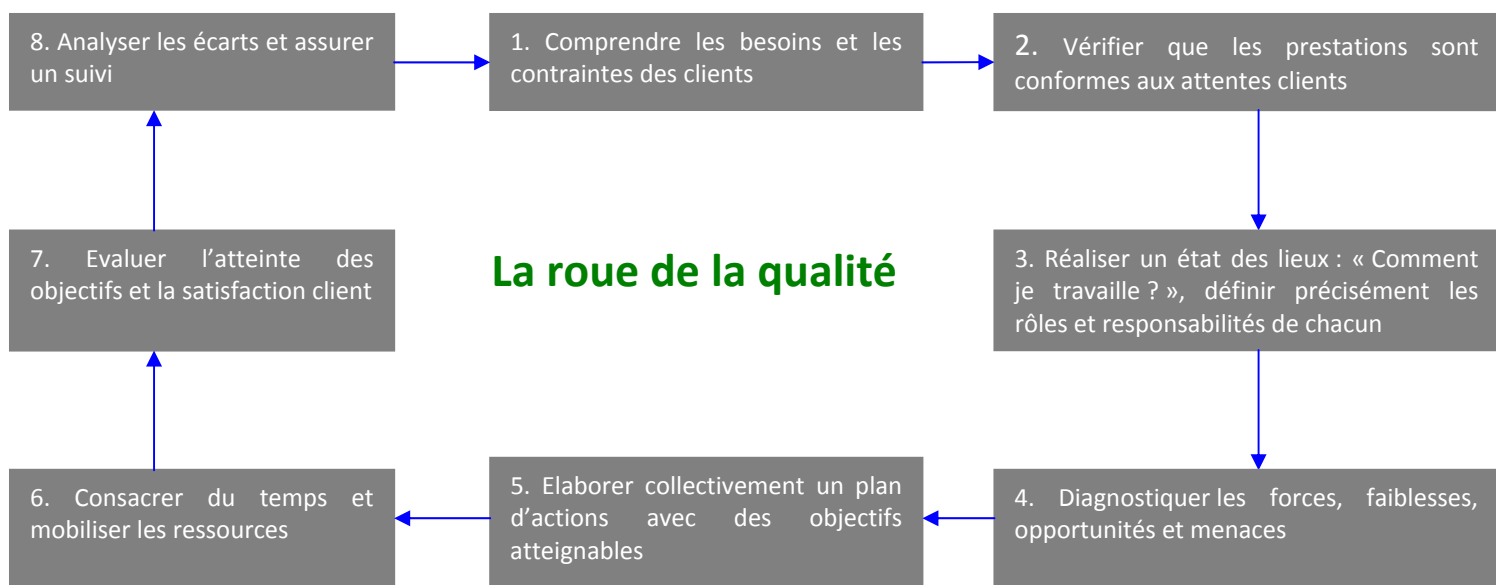 8. Analyser les écarts et assurer
un suivi
1. Comprendre les besoins et les
contraintes des clients
2. Vérifier que les prestations sont
conformes aux attentes clients
7. Evaluer l’atteinte des
objectifs et la satisfaction client
La roue de la qualité
3. Réaliser un état des lieux : « Comment
je travaille ? », définir précisément les
rôles et responsabilités de chacun
6. Consacrer du temps et
mobiliser les ressources
5. Elaborer collectivement un plan
d’actions avec des objectifs
atteignables
4. Diagnostiquer les forces, faiblesses,
opportunités et menaces